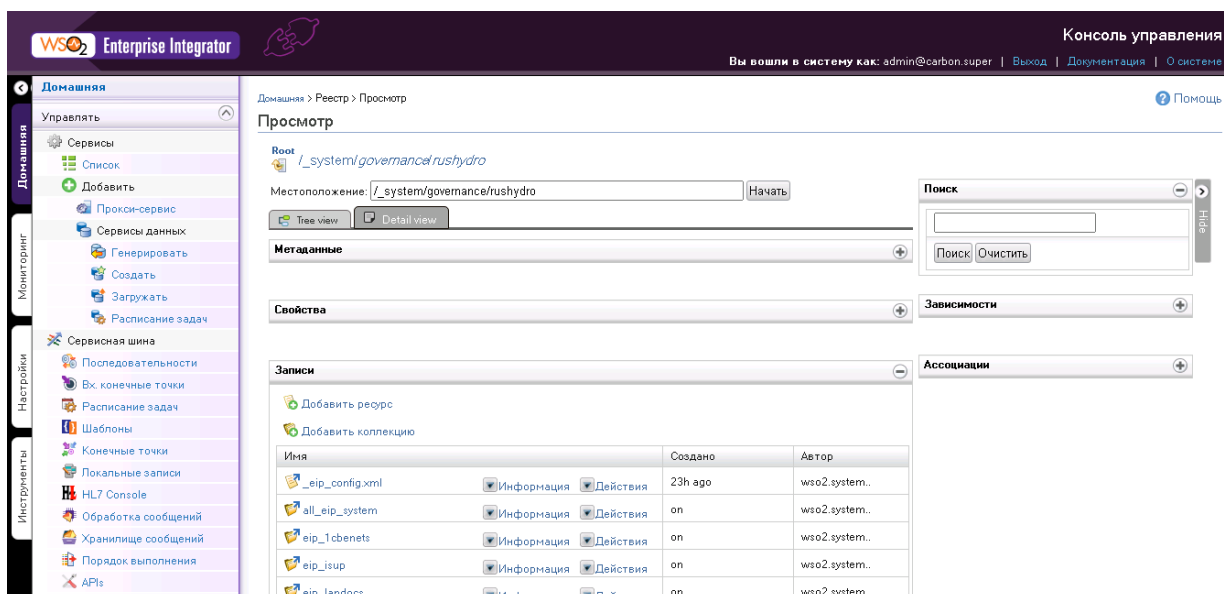 WSO2 Enterprise Integrator
Консоль управления
Вы вошли в систему как: admin@carbon.super | Выход | Документация | О системе
Домашняя
Мониторинг
Настройки
Инструменты
Домашняя
Управлять
Сервисы
Список
Добавить
Прокси-сервис
Сервисы данных
Генерировать
Создать
Загружать
Расписание задач
Сервисная шина
Последовательности
Вх. конечные точки
Расписание задач
Шаблоны
Конечные точки
Локальные записи
HL7 Console
Обработка сообщений
Хранилище сообщений
Порядок выполнения
APIs
Домашняя > Реестр > Просмотр
Помощь
Просмотр
Root
/_system/governance/rushydro
Местоположение: /_system/governance/rushydro Начать
Tree view Detail view
Метаданные
Свойства
Записи
Добавить ресурс
Добавить коллекцию
Имя Создано Автор
_eip_config.xml Информация Действия 23h ago wso2.system..
all_eip_system Информация Действия on wso2.system..
eip_1cbenets Информация Действия on wso2.system..
eip_isup Информация Действия on wso2.system..
eip_landocs on wso2.system
Поиск
Поиск Очистить
Зависимости
Ассоциации
Hide